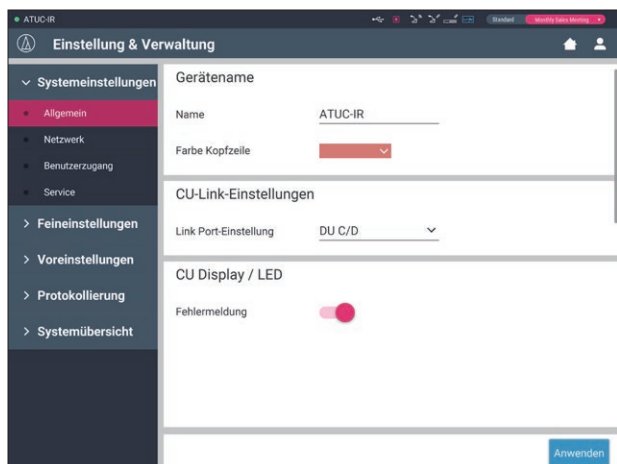 ATUC-IR
Standard
Monthly Sales Meeting
Einstellung & Verwaltung
Systemeinstellungen
Allgemein
Netzwerk
Benutzerzugang
Service
Feineinstellungen
Voreinstellungen
Protokollierung
Systemübersicht
Gerätename
Name ATUC-IR
Farbe Kopfzeile
CU-Link-Einstellungen
Link Port-Einstellung DU C/D
CU Display / LED
Fehlermeldung
Anwenden